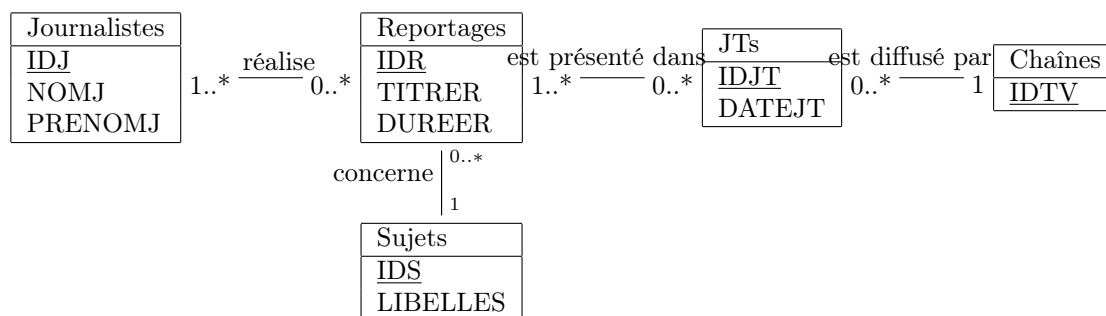 Journalistes
IDJ
NOMJ
PRENOMJ
réalise
1..* 0..*
Reportages
IDR
TITRER
DUREER
est présenté dans
1..* 0..*
JTs
IDJT
DATEJT
est diffusé par
0..* 1
Chaînes
IDTV
concerne
0..*
1
Sujets
IDS
LIBELLES